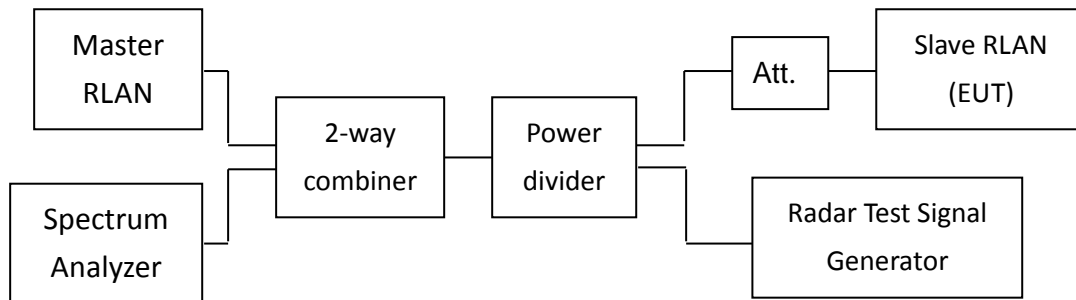 Master
RLAN
Spectrum
Analyzer
2-way
combiner
Power
divider
Att.
Slave RLAN
(EUT)
Radar Test Signal
Generator